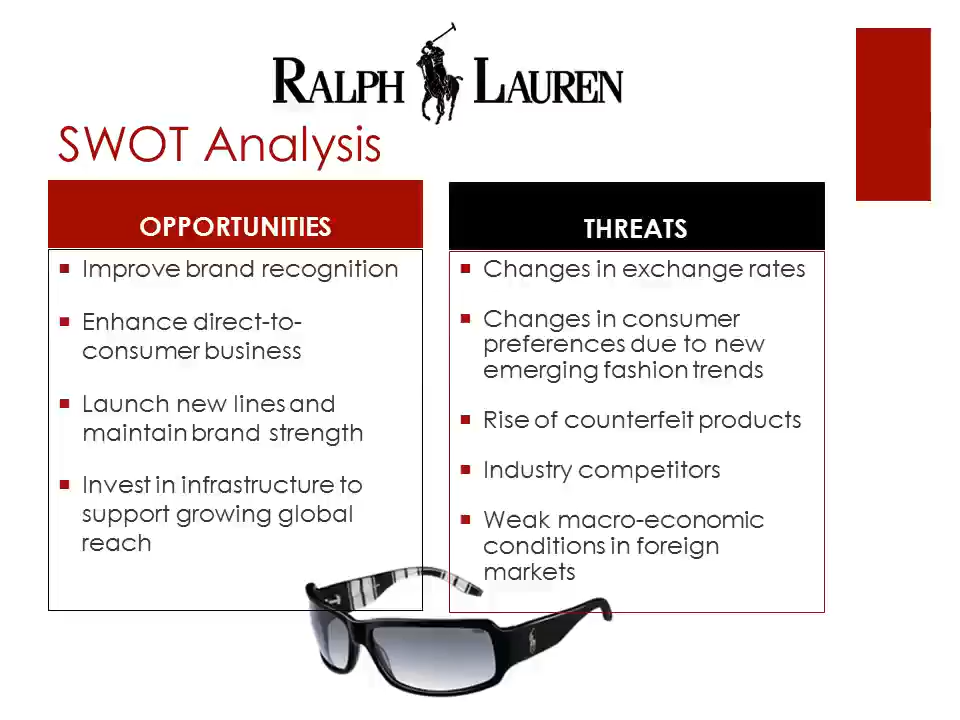 RALPH LAUREN
SWOT Analysis
OPPORTUNITIES
Improve brand recognition
Enhance direct-to-
consumer business
Launch new lines and
maintain brand strength
Invest in infrastructure to
support growing global
reach
THREATS
Changes in exchange rates
Changes in consumer
preferences due to new
emerging fashion trends
Rise of counterfeit products
Industry competitors
Weak macro-economic
conditions in foreign
markets